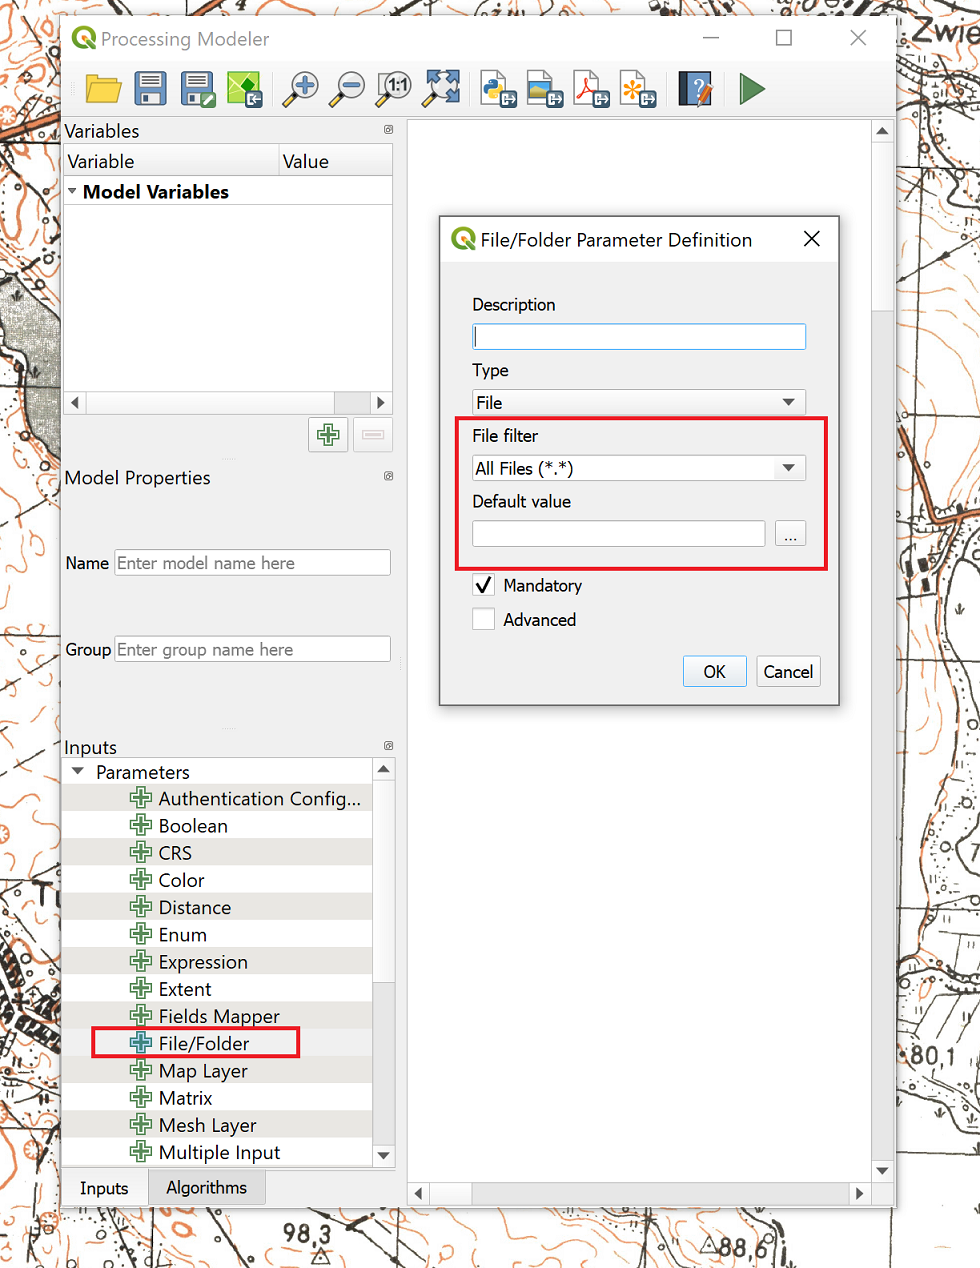 Processing Modeler
Zwie
1:1
Variables
Variable Value
Model Variables
Model Properties
Name Enter model name here
Group Enter group name here
Inputs
Parameters
Authentication Config...
Boolean
CRS
Color
Distance
Enum
Expression
Extent
Fields Mapper
File/Folder
Map Layer
Matrix
Mesh Layer
Multiple Input
Inputs Algorithms
File/Folder Parameter Definition
Description
Type
File
File filter
All Files (*.*)
Default value
...
Mandatory
Advanced
OK Cancel
80,1
98,3
88,6